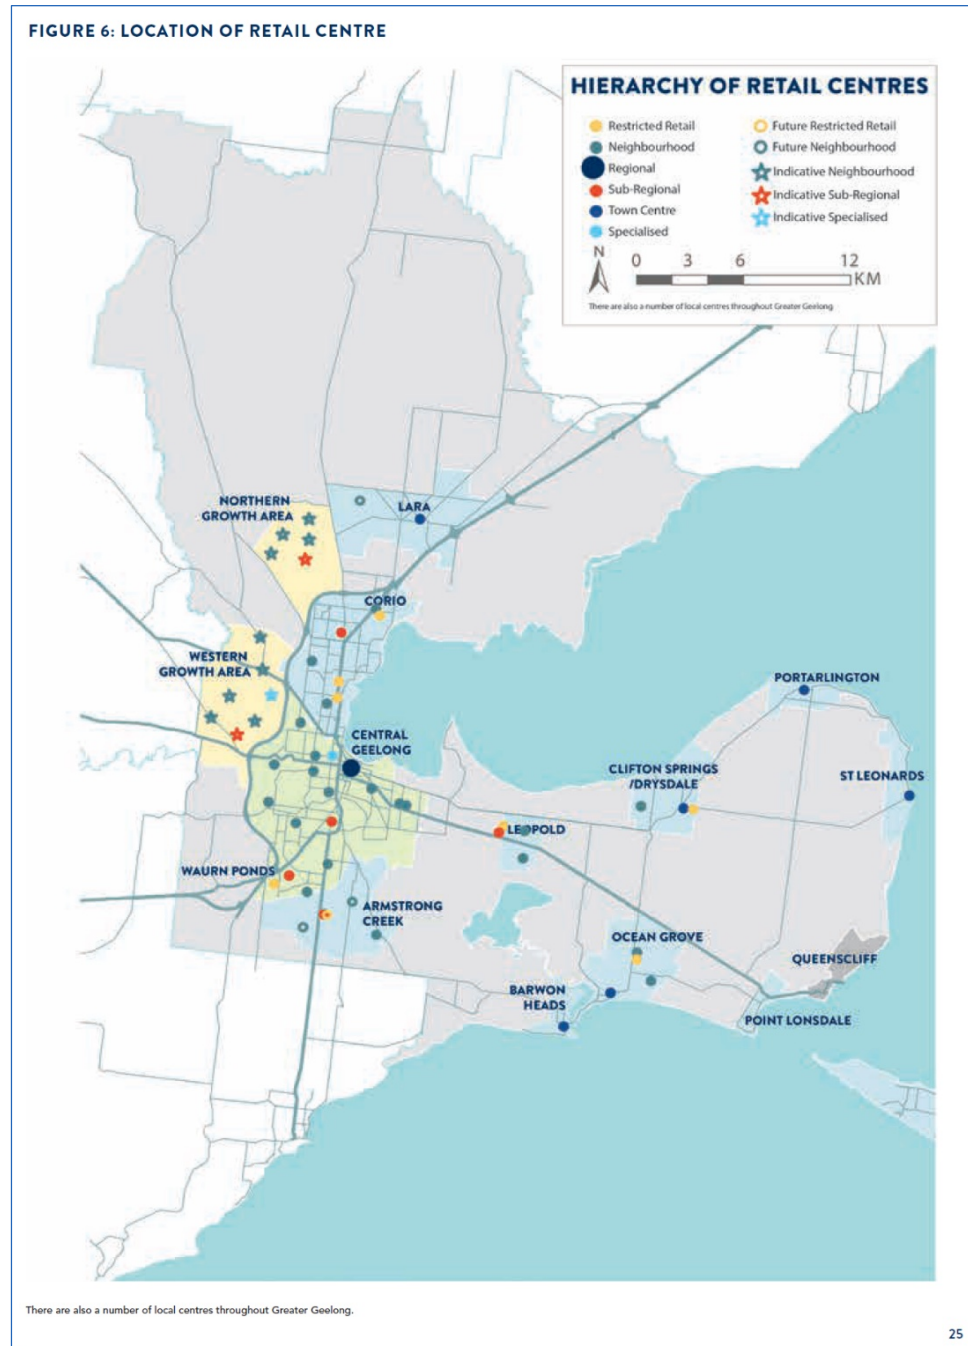 FIGURE 6: LOCATION OF RETAIL CENTRE
HIERARCHY OF RETAIL CENTRES
Restricted Retail
Neighbourhood
Regional
Sub-Regional
Town Centre
Specialised
Future Restricted Retail
Future Neighbourhood
Indicative Neighbourhood
Indicative Sub-Regional
Indicative Specialised
N
0 3 6 12
KM
There are also a number of local centres throughout Greater Geelong
NORTHERN
GROWTH AREA
LARA
CORIO
WESTERN
GROWTH AREA
PORTARLINGTON
CENTRAL
GEELONG
CLIFTON SPRINGS
/DRYSDALE
ST LEONARDS
LEOPOLD
WAURN PONDS
ARMSTRONG
CREEK
OCEAN GROVE
QUEENSCLIFF
BARWON
HEADS
POINT LONSDALE
There are also a number of local centres throughout Greater Geelong.
25